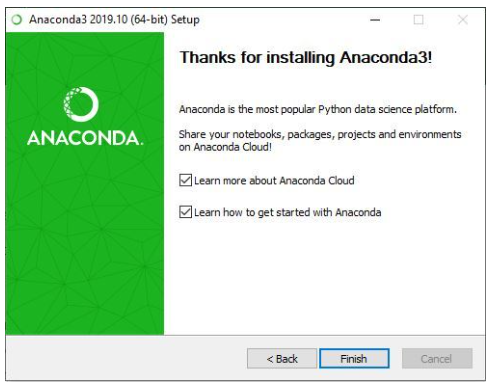 Anaconda3 2019.10 (64-bit) Setup
Thanks for installing Anaconda3!
Anaconda is the most popular Python data science platform.
Share your notebooks, packages, projects and environments
on Anaconda Cloud!
ANACONDA.
Learn more about Anaconda Cloud
Learn how to get started with Anaconda
< Back
Finish
Cancel